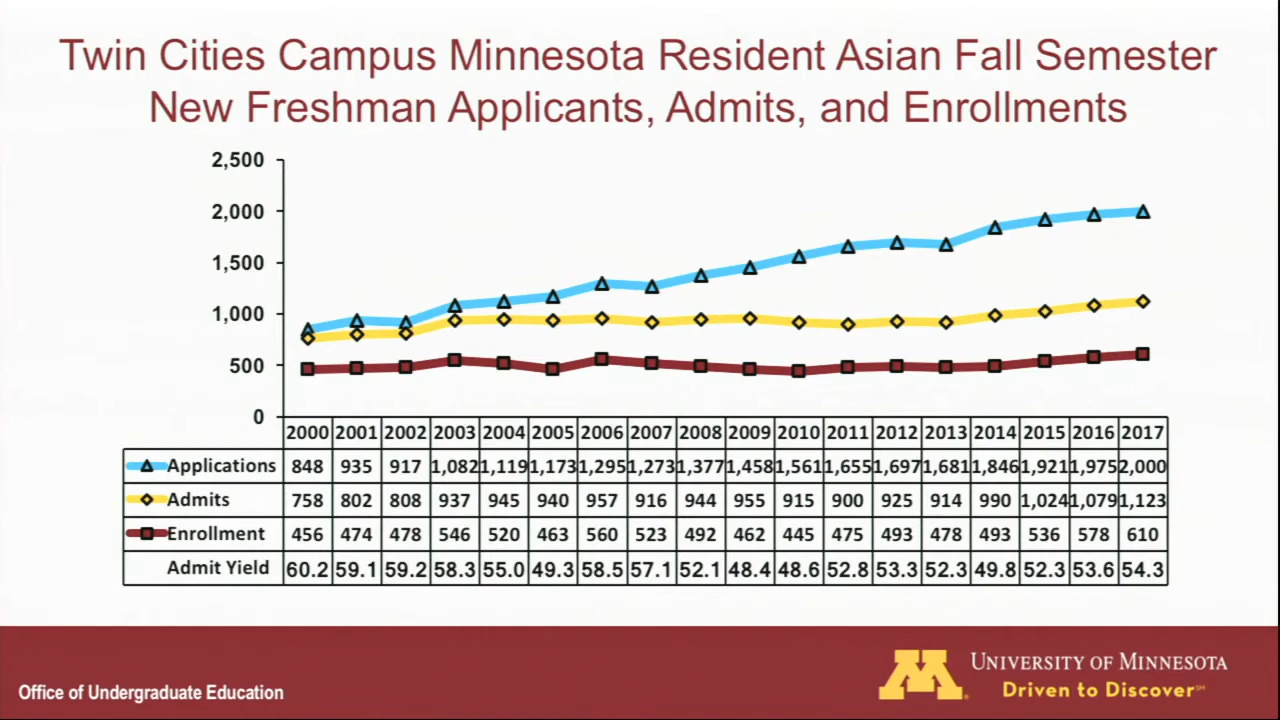 Twin Cities Campus Minnesota Resident Asian Fall Semester
New Freshman Applicants, Admits, and Enrollments
2,500
2,000
1,500
1,000
500
0
2000 2001 2002 2003 2004 2005 2006 2007 2008 2009 2010 2011 2012 2013 2014 2015 2016 2017
Applications 848 935 917 1,082 1,119 1,173 1,295 1,273 1,377 1,458 1,561 1,655 1,697 1,681 1,846 1,921 1,975 2,000
Admits 758 802 808 937 945 940 957 916 944 955 915 900 925 914 990 1,024 1,079 1,123
Enrollment 456 474 478 546 520 463 560 523 492 462 445 475 493 478 493 536 578 610
Admit Yield 60.2 59.1 59.2 58.3 55.0 49.3 58.5 57.1 52.1 48.4 48.6 52.8 53.3 52.3 49.8 52.3 53.6 54.3
Office of Undergraduate Education
M®
UNIVERSITY OF MINNESOTA
Driven to Discover℠